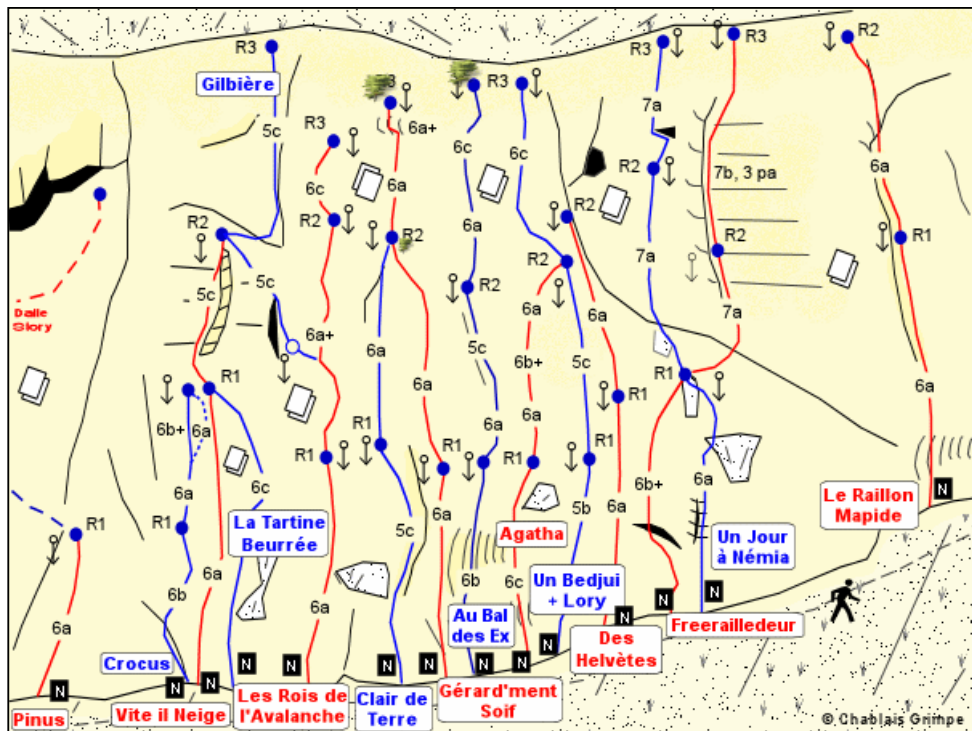 R3
R3
R3
R2
Gilbière
3
R3
R3
7a
6a+
5c
R3
6c
6c
6a
7b, 3 pa
6c
6a
R2
R2
R2
R2
R2
R2
R1
6a
7a
R2
R2
5c
5c
Dalle
Slory
6a+
6a
5c
6a
7a
6b+
5c
R1
R1
6a
R1
6a
6b+
6a
6a
R1
R1
R1
R1
R1
R1
6c
6a
6a
6b+
Le Raillon
Mapide
N
La Tartine
Beurrée
5c
6a
5b
6a
Agatha
Un Jour
à Némia
R1
R1
6b
6a
6a
6b
6c
Un Bedjui
+ Lory
6a
Au Bal
des Ex
N
N
N
Freerailledeur
Des
Helvètes
Crocus
N
N
N
N
N
N
N
N
N
Pinus
Vite il Neige
Les Rois de
l'Avalanche
Clair de
Terre
Gérard'ment
Soif
© Chablais Grimpe